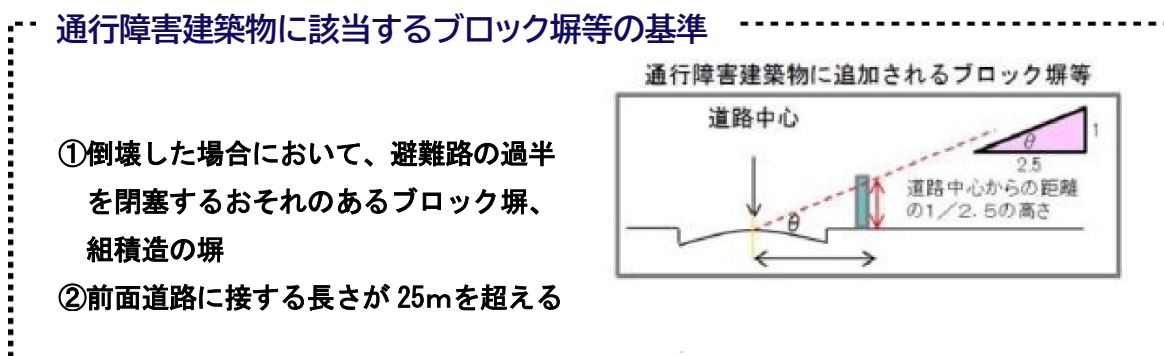 通行障害建築物に該当するブロック塀等の基準
通行障害建築物に追加されるブロック塀等
道路中心
θ
1
2.5
道路中心からの距離
の1/2.5の高さ
θ
①倒壊した場合において、避難路の過半
を閉塞するおそれのあるブロック塀、
組積造の塀
②前面道路に接する長さが 25mを超える